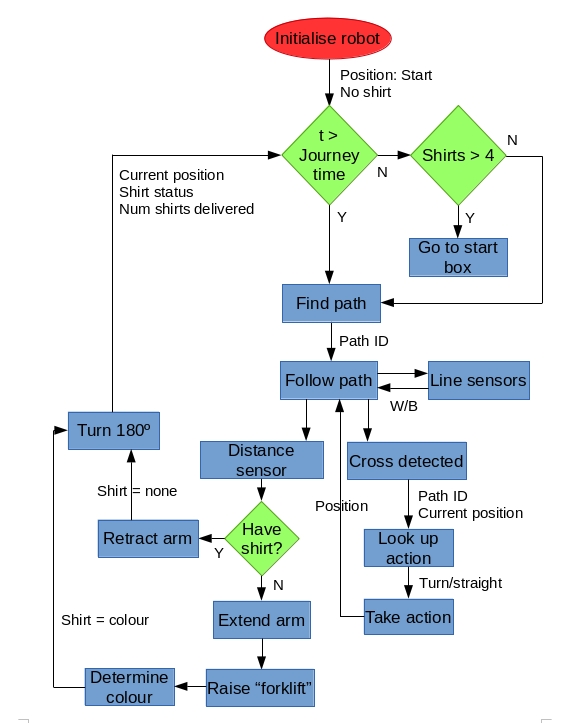 Initialise robot
Position: Start
No shirt
t >
Journey
time
N
Shirts > 4
N
Current position
Shirt status
Num shirts delivered
Y
Y
Go to start
box
Find path
Path ID
Follow path
Line sensors
W/B
Turn 180º
Distance
sensor
Cross detected
Shirt = none
Position
Path ID
Current position
Retract arm
Y
Have
shirt?
Look up
action
N
Turn/straight
Shirt = colour
Extend arm
Take action
Determine
colour
Raise “forklift”